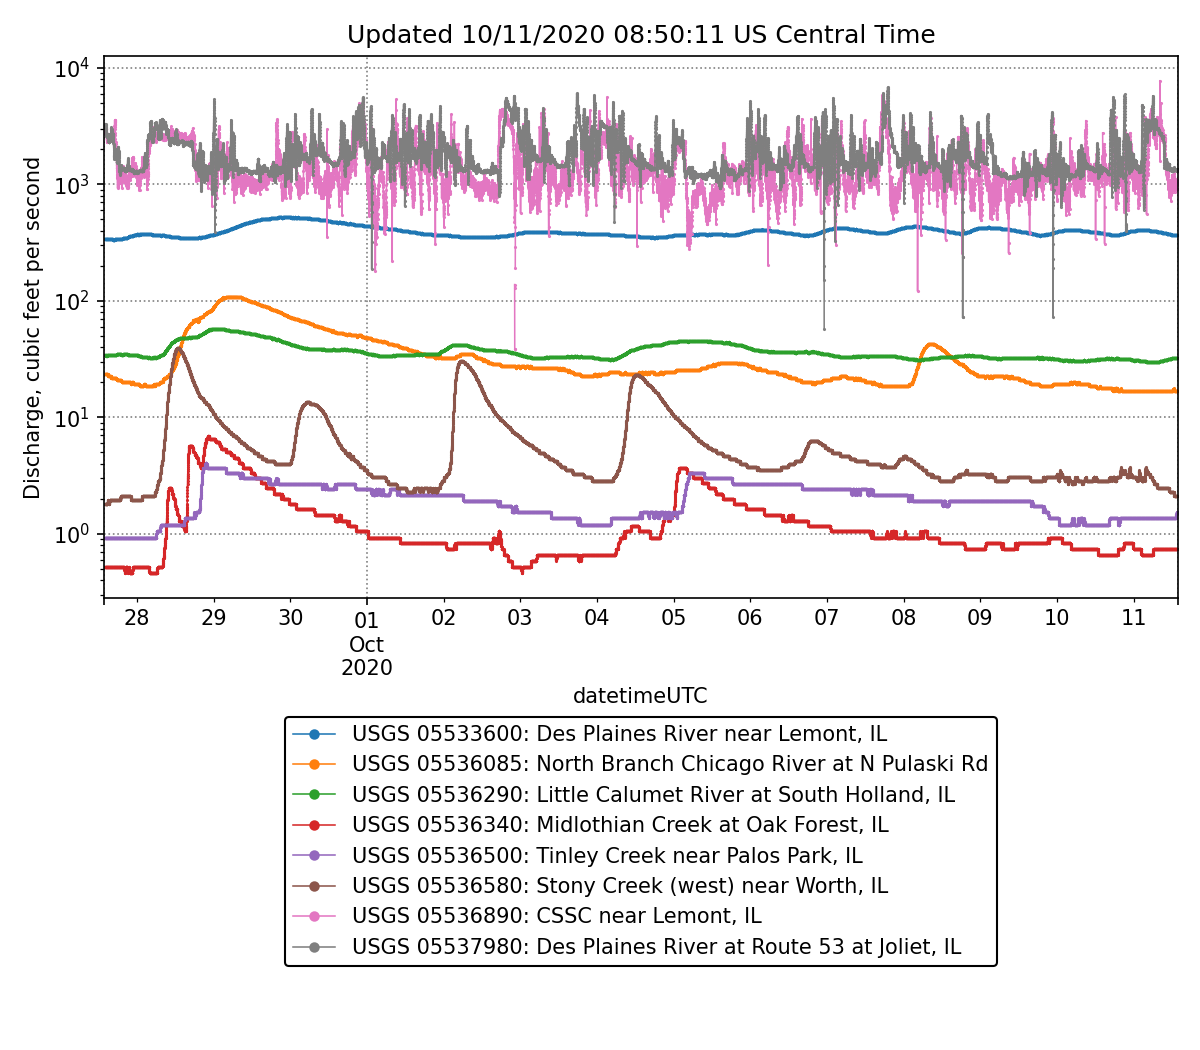 Updated 10/11/2020 08:50:11 US Central Time
Discharge, cubic feet per second
10^4
10^3
10^2
10^1
10^0
28 29 30 01 02 03 04 05 06 07 08 09 10 11
Oct
2020
datetimeUTC
USGS 05533600: Des Plaines River near Lemont, IL
USGS 05536085: North Branch Chicago River at N Pulaski Rd
USGS 05536290: Little Calumet River at South Holland, IL
USGS 05536340: Midlothian Creek at Oak Forest, IL
USGS 05536500: Tinley Creek near Palos Park, IL
USGS 05536580: Stony Creek (west) near Worth, IL
USGS 05536890: CSSC near Lemont, IL
USGS 05537980: Des Plaines River at Route 53 at Joliet, IL